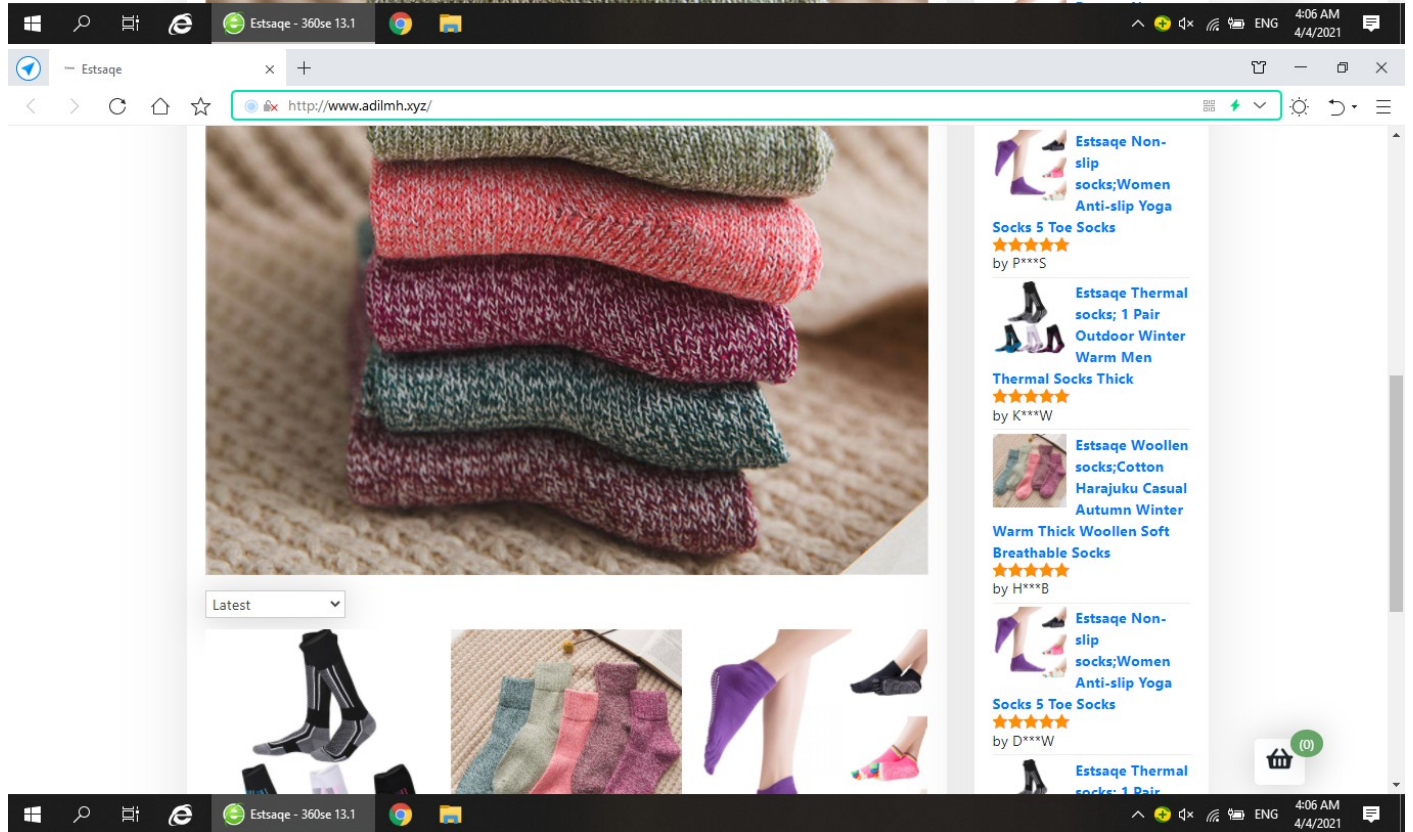 Estsaqe - 360se 13.1
ENG
4:06 AM
4/4/2021
Estsaqe
http://www.adilmh.xyz/
Estsaqe Non-
slip
socks;Women
Anti-slip Yoga
Socks 5 Toe Socks
by P***S
Estsaqe Thermal
socks; 1 Pair
Outdoor Winter
Warm Men
Thermal Socks Thick
by K***W
Estsaqe Woollen
socks;Cotton
Harajuku Casual
Autumn Winter
Warm Thick Woollen Soft
Breathable Socks
by H***B
Latest
Estsaqe Non-
slip
socks;Women
Anti-slip Yoga
Socks 5 Toe Socks
by D***W
(0)
Estsaqe Thermal
socks; 1 Pair
Estsaqe - 360se 13.1
ENG
4:06 AM
4/4/2021